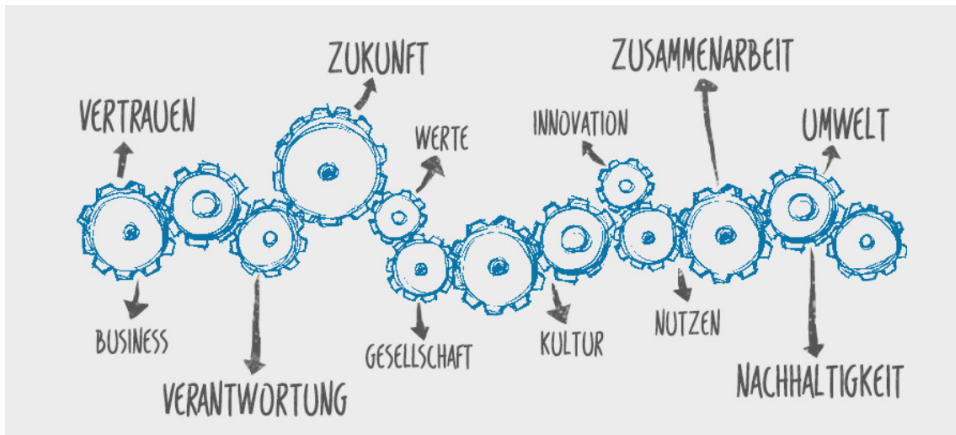 ZUKUNFT
ZUSAMMENARBEIT
VERTRAUEN
WERTE
INNOVATION
UMWELT
BUSINESS
GESELLSCHAFT
KULTUR
NUTZEN
VERANTWORTUNG
NACHHALTIGKEIT